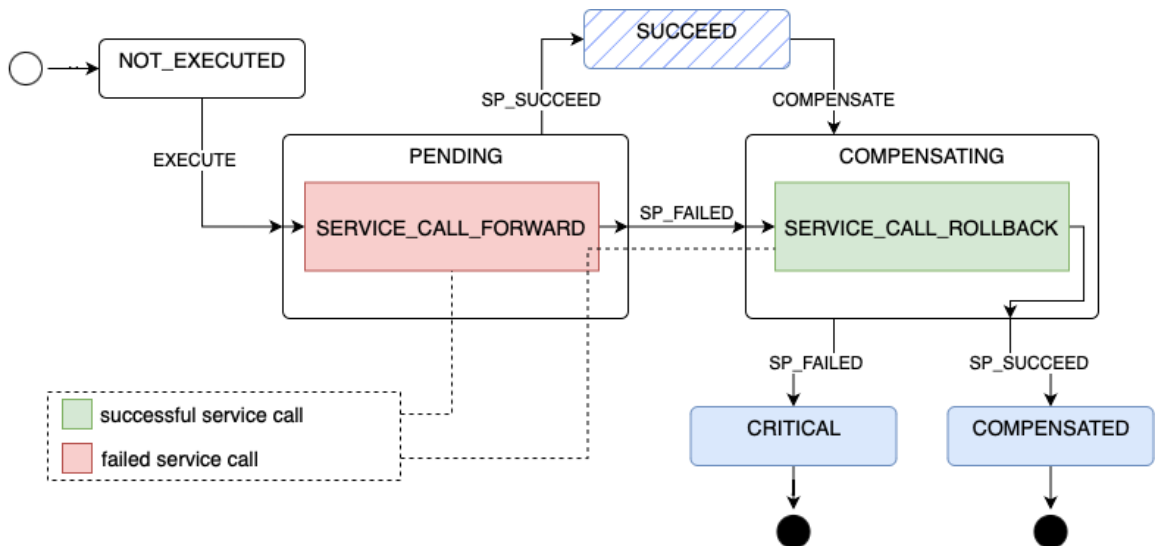 SUCCEED
NOT_EXECUTED
SP_SUCCEED
COMPENSATE
EXECUTE
PENDING
COMPENSATING
SERVICE_CALL_FORWARD
SP_FAILED
SERVICE_CALL_ROLLBACK
SP_FAILED
SP_SUCCEED
successful service call
failed service call
CRITICAL
COMPENSATED